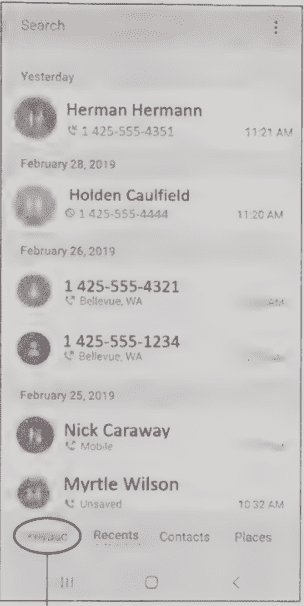 Search
Yesterday
Herman Hermann
1 425-555-4351 11:21 AM
February 28, 2019
Holden Caulfield
1 425-555-4444 11:20 AM
February 26, 2019
1 425-555-4321
Bellevue, WA AM
1 425-555-1234
Bellevue, WA
February 25, 2019
Nick Caraway
Mobile
Myrtle Wilson
Unsaved 10:32 AM
Recents Contacts Places